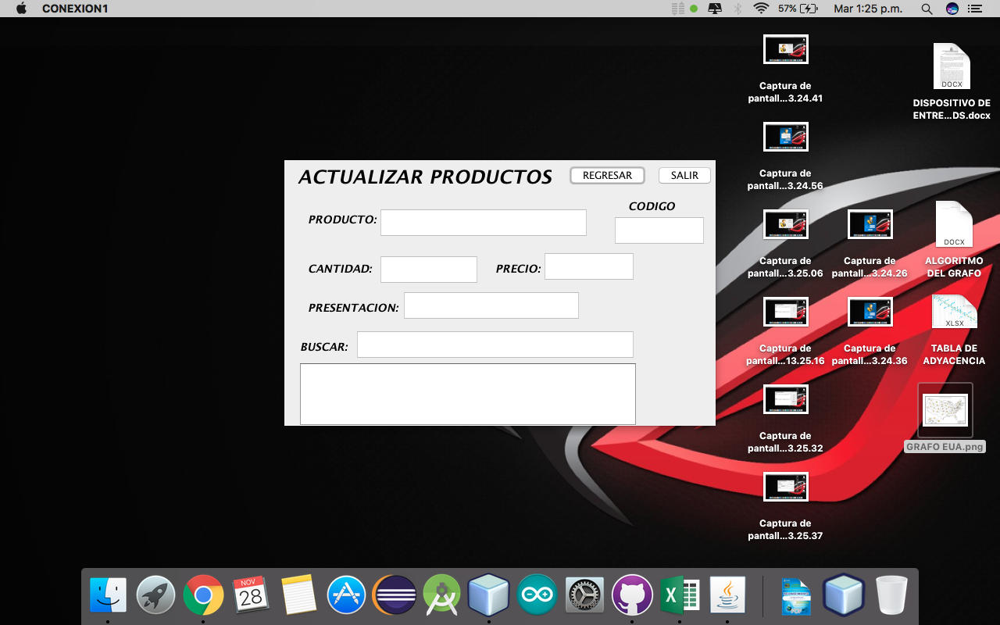 CONEXION1
57%
Mar 1:25 p.m.
ACTUALIZAR PRODUCTOS
REGRESAR
SALIR
CODIGO
PRODUCTO:
CANTIDAD:
PRECIO:
PRESENTACION:
BUSCAR:
Captura de
pantall...3.24.41
Captura de
pantall...3.24.56
Captura de
pantall...3.25.06
Captura de
pantall...13.25.16
Captura de
pantall...3.25.32
Captura de
pantall...3.25.37
Captura de
pantall...3.24.26
Captura de
pantall...3.24.36
DOCX
DISPOSITIVO DE
ENTRE...DS.docx
DOCX
ALGORITMO
DEL GRAFO
XLSX
TABLA DE
ADYACENCIA
GRAFO EUA.png
NOV
28